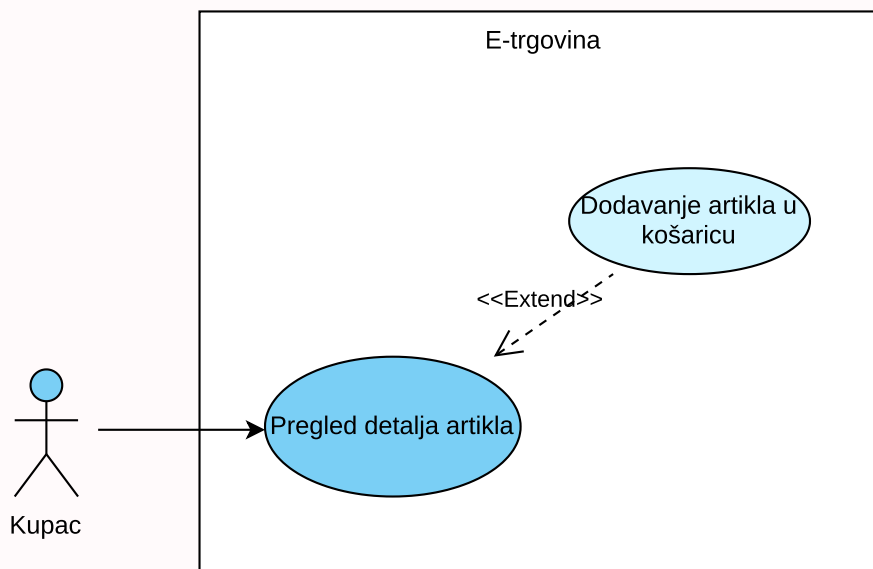 E-trgovina
Dodavanje artikla u
košaricu
<<Extend>>
Pregled detalja artikla
Kupac